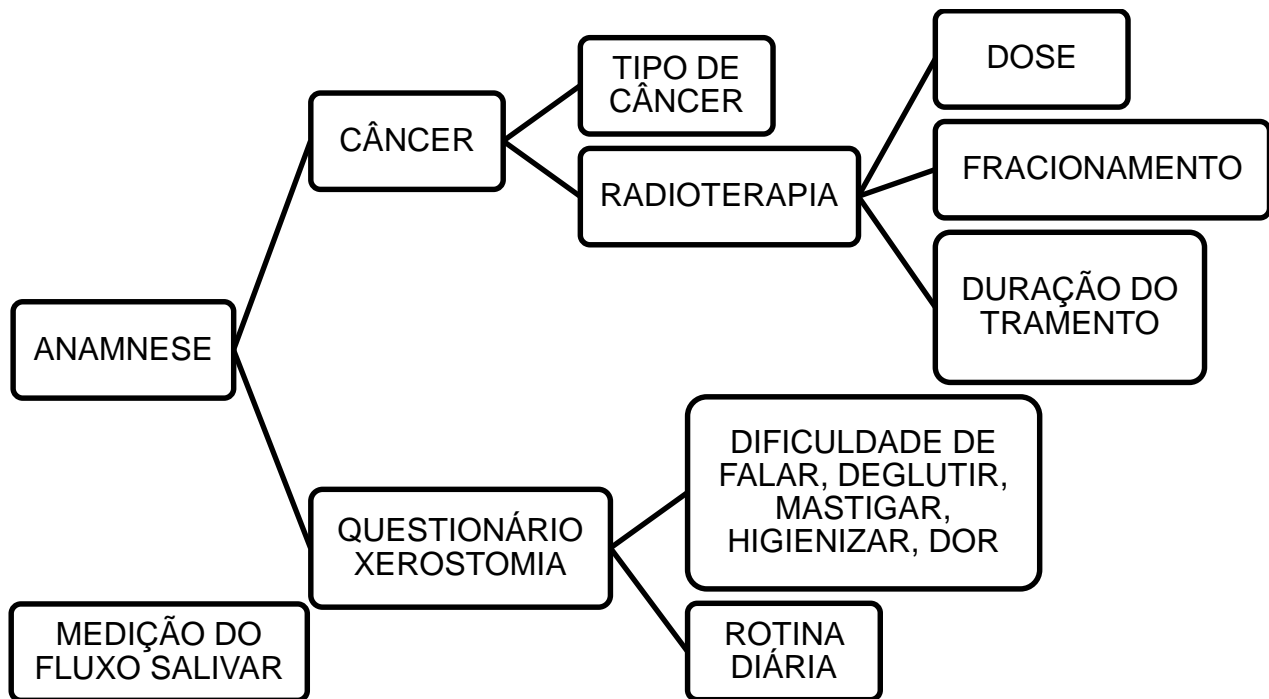 ANAMNESE
CÂNCER
TIPO DE
CÂNCER
RADIOTERAPIA
DOSE
FRACIONAMENTO
DURAÇÃO DO
TRAMENTO
QUESTIONÁRIO
XEROSTOMIA
DIFICULDADE DE
FALAR, DEGLUTIR,
MASTIGAR,
HIGIENIZAR, DOR
ROTINA
DIÁRIA
MEDIÇÃO DO
FLUXO SALIVAR